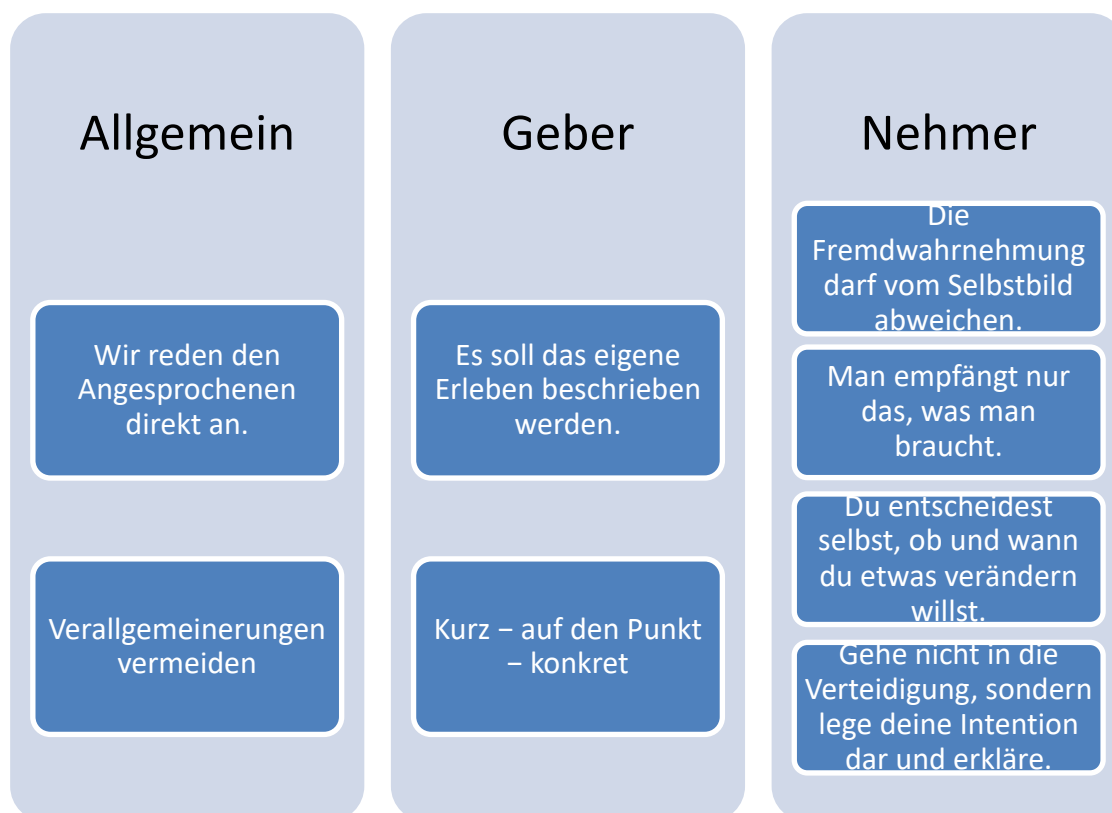 Allgemein
Wir reden den
Angesprochenen
direkt an.
Verallgemeinerungen
vermeiden
Geber
Es soll das eigene
Erleben beschrieben
werden.
Kurz – auf den Punkt
– konkret
Nehmer
Die
Fremdwahrnehmung
darf vom Selbstbild
abweichen.
Man empfängt nur
das, was man
braucht.
Du entscheidest
selbst, ob und wann
du etwas verändern
willst.
Gehe nicht in die
Verteidigung, sondern
lege deine Intention
dar und erkläre.